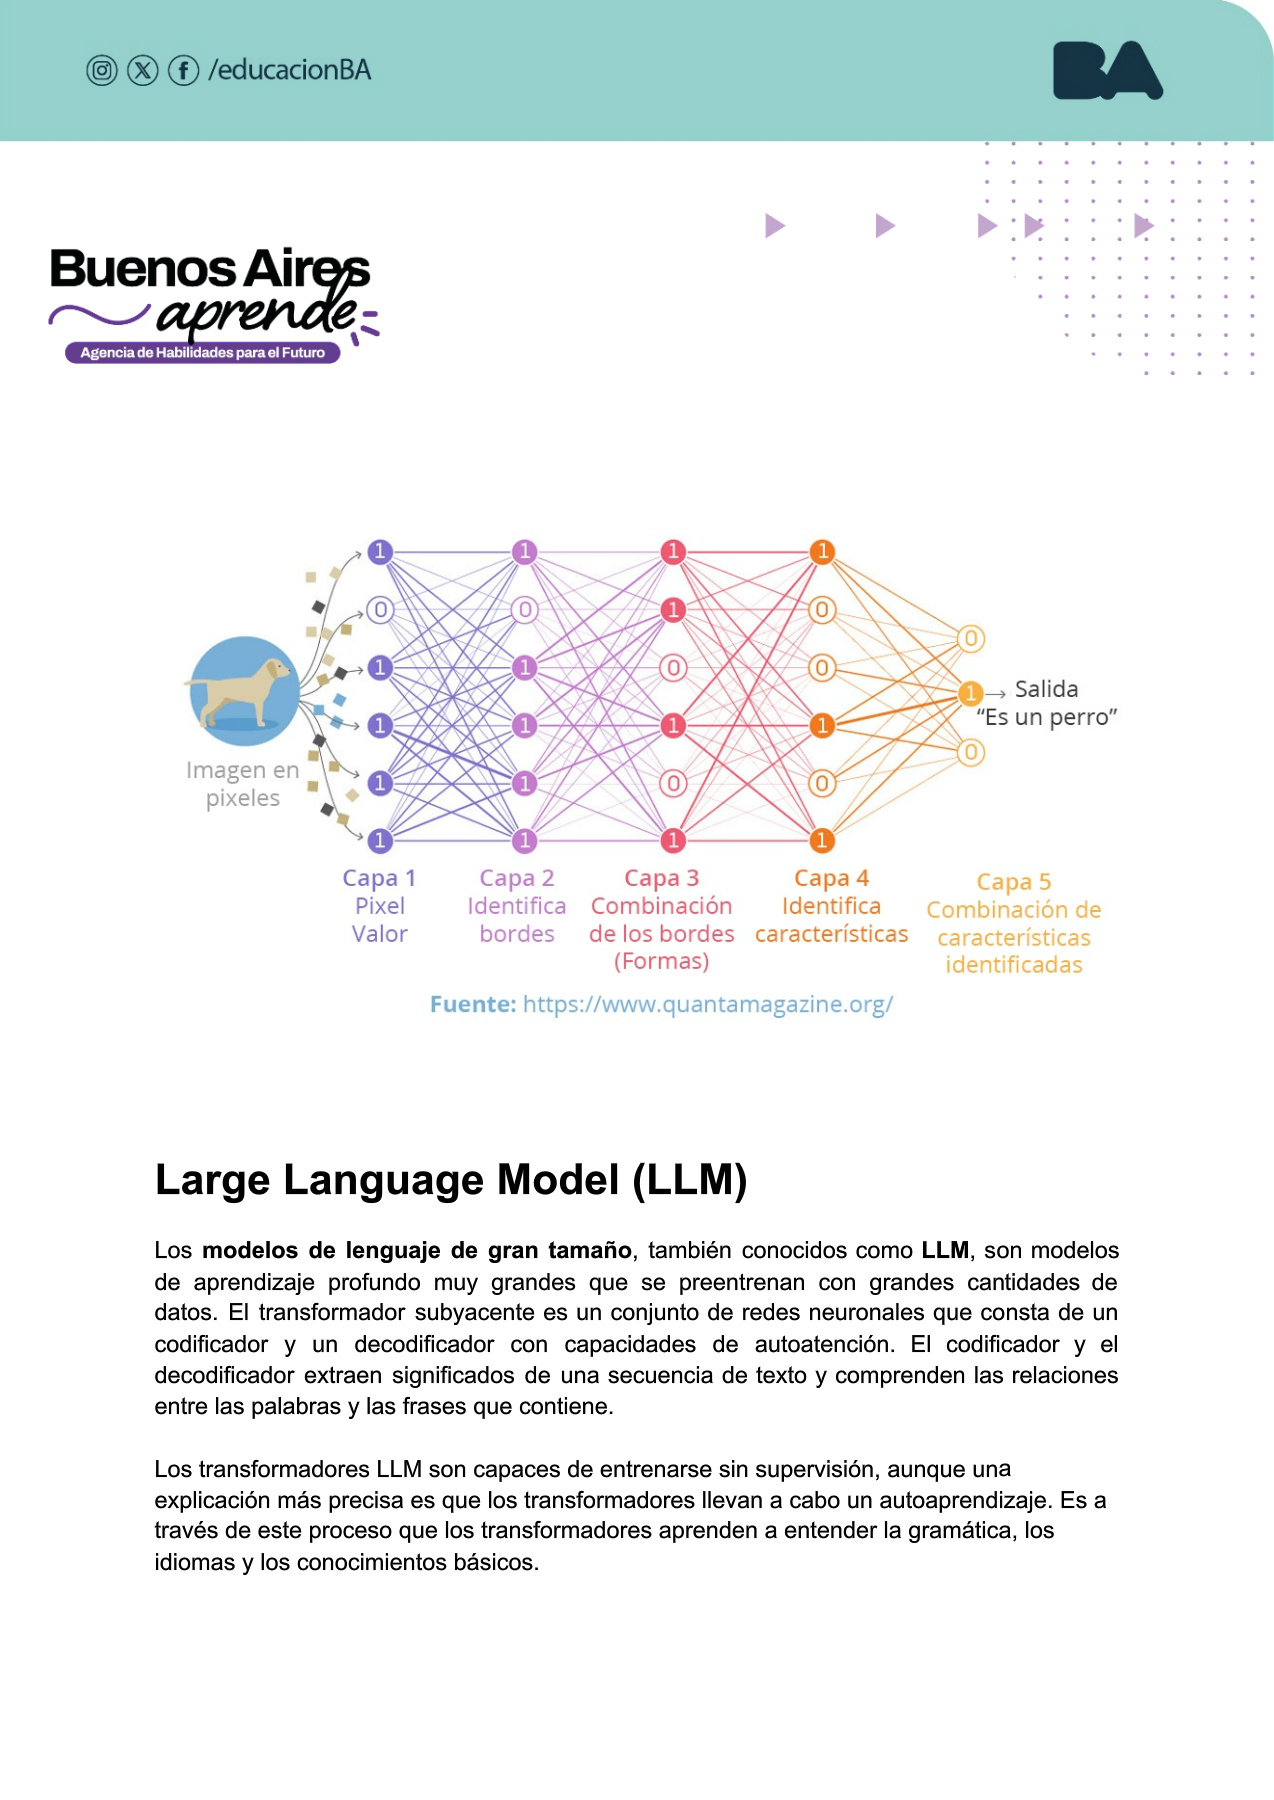 /educacionBA
BA
Buenos Aires
aprende
Agencia de Habilidades para el Futuro
1 1 1 1
0 0 1 0
0
1 1 0 0
1 → Salida
"Es un perro"
1 1 1 1
0
1 1 0 0
1 1 1 1
Imagen en
pixeles
Capa 1
Pixel
Valor
Capa 2
Identifica
bordes
Capa 3
Combinación
de los bordes
(Formas)
Capa 4
Identifica
características
Capa 5
Combinación de
características
identificadas
Fuente: https://www.quantamagazine.org/
Large Language Model (LLM)
Los modelos de lenguaje de gran tamaño, también conocidos como LLM, son modelos
de aprendizaje profundo muy grandes que se preentrenan con grandes cantidades de
datos. El transformador subyacente es un conjunto de redes neuronales que consta de un
codificador y un decodificador con capacidades de autoatención. El codificador y el
decodificador extraen significados de una secuencia de texto y comprenden las relaciones
entre las palabras y las frases que contiene.
Los transformadores LLM son capaces de entrenarse sin supervisión, aunque una
explicación más precisa es que los transformadores llevan a cabo un autoaprendizaje. Es a
través de este proceso que los transformadores aprenden a entender la gramática, los
idiomas y los conocimientos básicos.